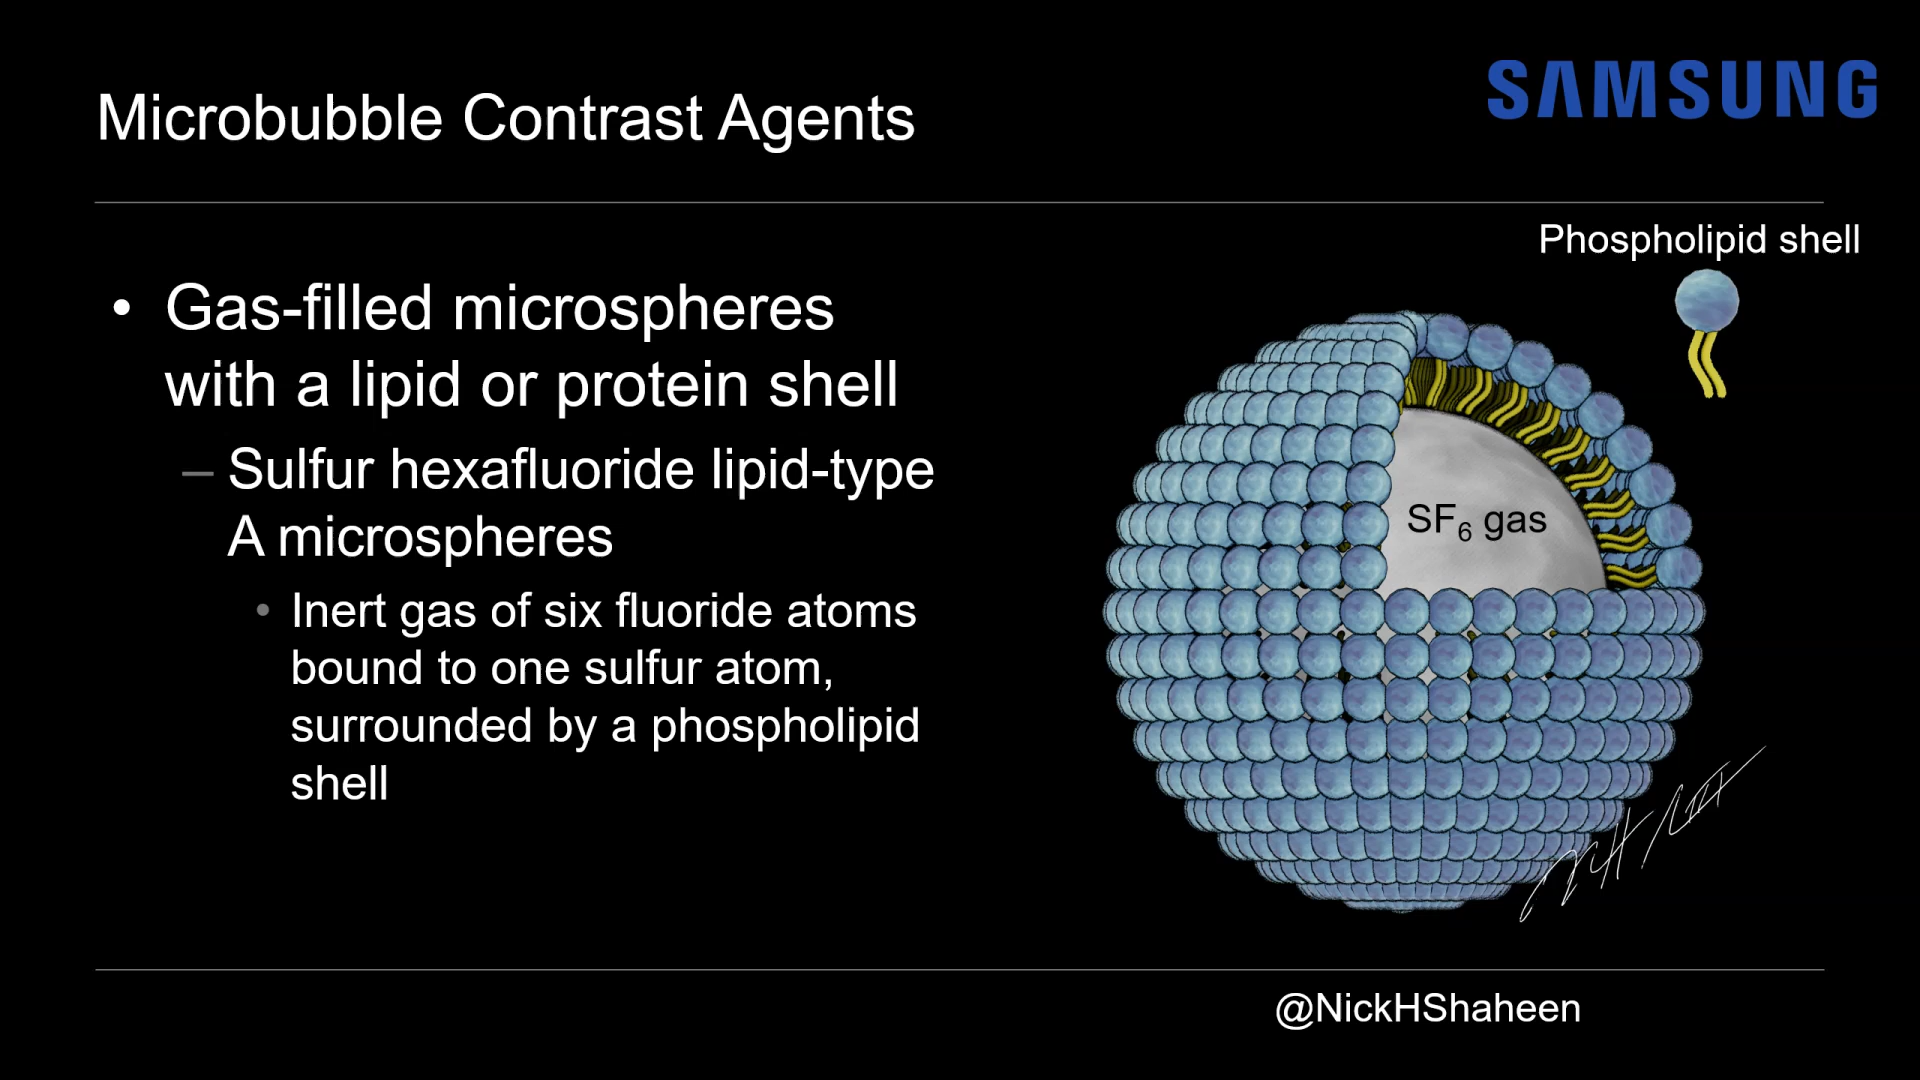 SAMSUNG
Microbubble Contrast Agents
Phospholipid shell
• Gas-filled microspheres
with a lipid or protein shell
– Sulfur hexafluoride lipid-type
A microspheres
• Inert gas of six fluoride atoms
bound to one sulfur atom,
surrounded by a phospholipid
shell
SF₆ gas
@NickHShaheen